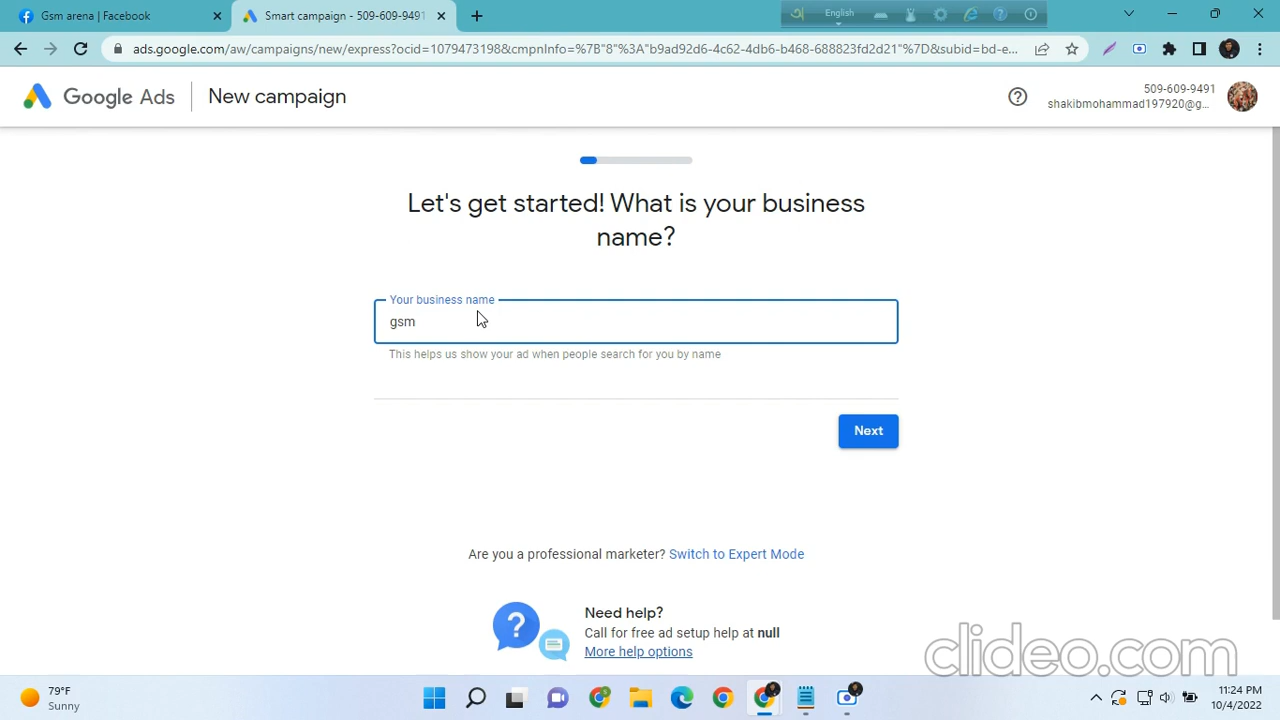 Gsm arena | Facebook
Smart campaign - 509-609-9491
English
ads.google.com/aw/campaigns/new/express?ocid=1079473198&cmpnInfo=%7B"8"%3A"b9ad92d6-4c62-4db6-b468-688823fd2d21"%7D&subid=bd-e...
Google Ads
New campaign
509-609-9491
shakibmohammad197920@g...
Let's get started! What is your business
name?
Your business name
gsm
This helps us show your ad when people search for you by name
Next
Are you a professional marketer? Switch to Expert Mode
Need help?
Call for free ad setup help at null
More help options
clideo.com
79°F
Sunny
11:24 PM
10/4/2022